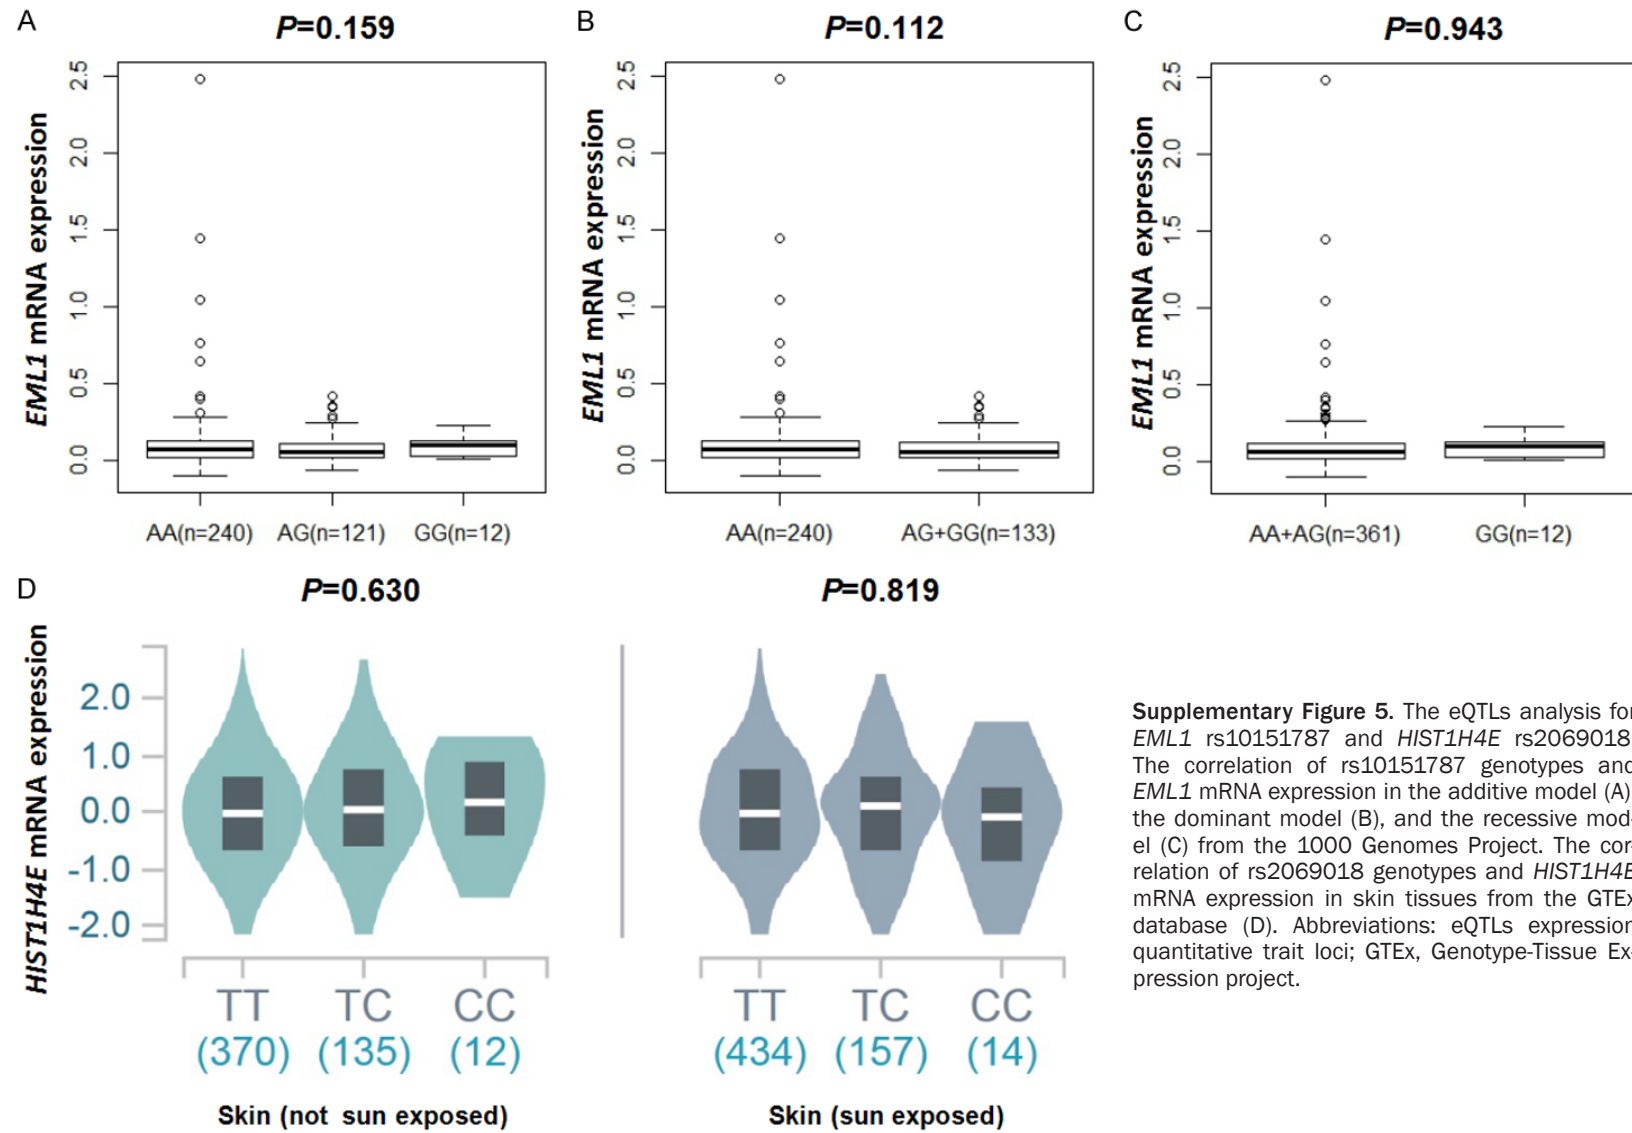 A
P=0.159
EML1 mRNA expression
2.5
2.0
1.5
1.0
0.5
0.0
AA(n=240) AG(n=121) GG(n=12)
B
P=0.112
EML1 mRNA expression
2.5
2.0
1.5
1.0
0.5
0.0
AA(n=240) AG+GG(n=133)
C
P=0.943
EML1 mRNA expression
2.5
2.0
1.5
1.0
0.5
0.0
AA+AG(n=361) GG(n=12)
D
P=0.630
HIST1H4E mRNA expression
2.0
1.0
0.0
-1.0
-2.0
TT TC CC
(370) (135) (12)
Skin (not sun exposed)
P=0.819
TT TC CC
(434) (157) (14)
Skin (sun exposed)
Supplementary Figure 5. The eQTLs analysis for
EML1 rs10151787 and HIST1H4E rs2069018.
The correlation of rs10151787 genotypes and
EML1 mRNA expression in the additive model (A),
the dominant model (B), and the recessive mod-
el (C) from the 1000 Genomes Project. The cor-
relation of rs2069018 genotypes and HIST1H4E
mRNA expression in skin tissues from the GTEx
database (D). Abbreviations: eQTLs expression
quantitative trait loci; GTEx, Genotype-Tissue Ex-
pression project.